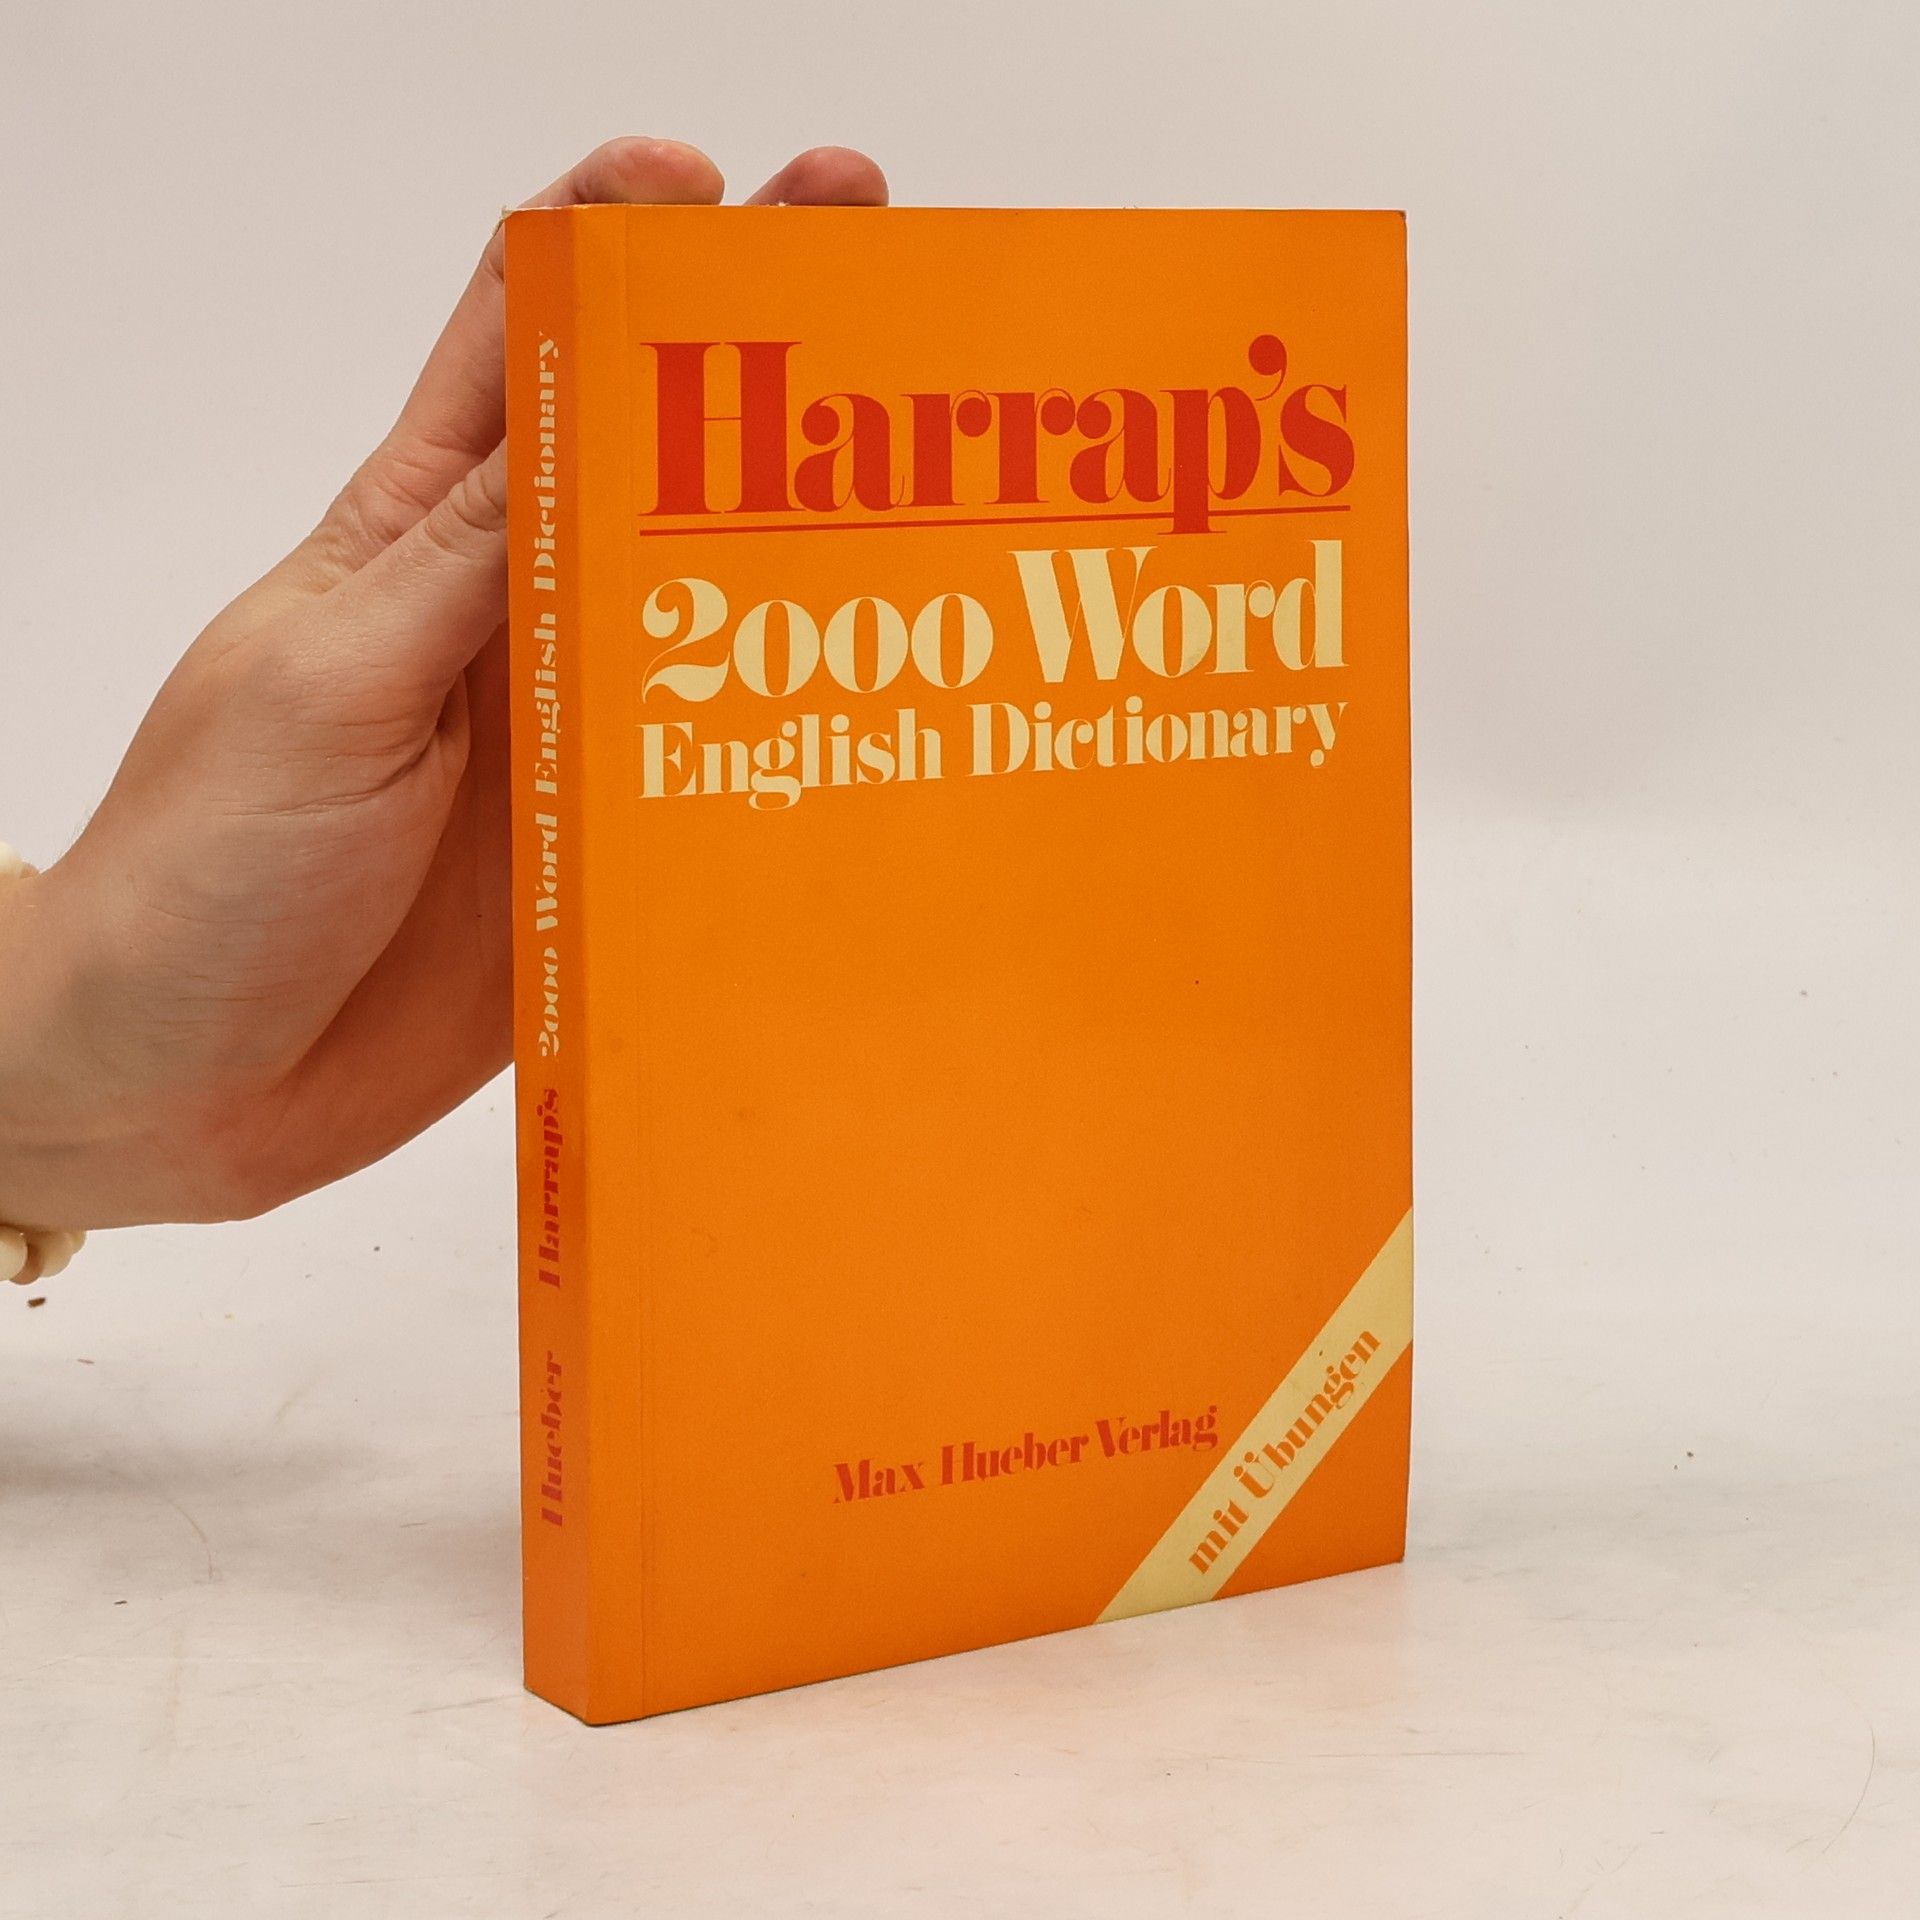 Harrap's
2000 Word
English Dictionary
Max Hueber Verlag
mit Übungen
Hueber Harrap's 2000 Word English Dictionary